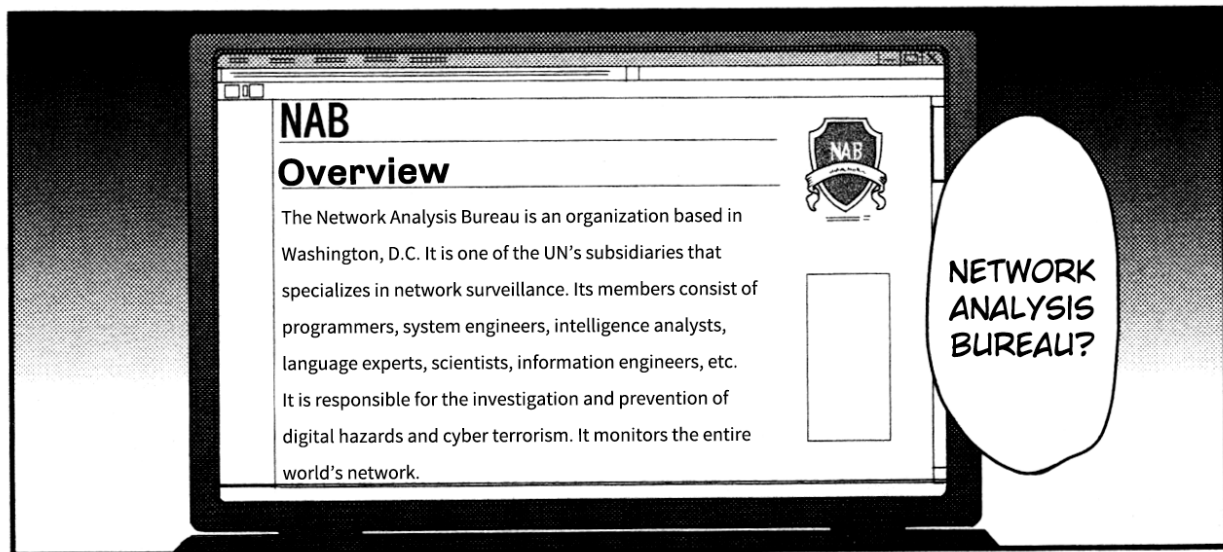 NAB
Overview
The Network Analysis Bureau is an organization based in
Washington, D.C. It is one of the UN's subsidiaries that
specializes in network surveillance. Its members consist of
programmers, system engineers, intelligence analysts,
language experts, scientists, information engineers, etc.
It is responsible for the investigation and prevention of
digital hazards and cyber terrorism. It monitors the entire
world's network.
NAB
NETWORK
ANALYSIS
BUREAU?